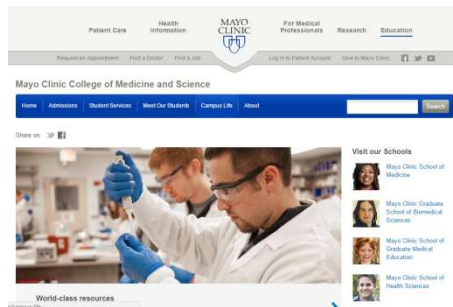 Patient Care
Health
Information
MAYO
CLINIC
For Medical
Professionals
Research
Education
Request an Appointment
Find a Doctor
Find a Job
Log in to Patient Account
Give to Mayo Clinic
Mayo Clinic College of Medicine and Science
Home
Admissions
Student Services
Meet Our Students
Campus Life
About
Search
Share on:
Visit our Schools
Mayo Clinic School of
Medicine
Mayo Clinic Graduate
School of Biomedical
Sciences
Mayo Clinic School of
Graduate Medical
Education
Mayo Clinic School of
Health Sciences
World-class resources